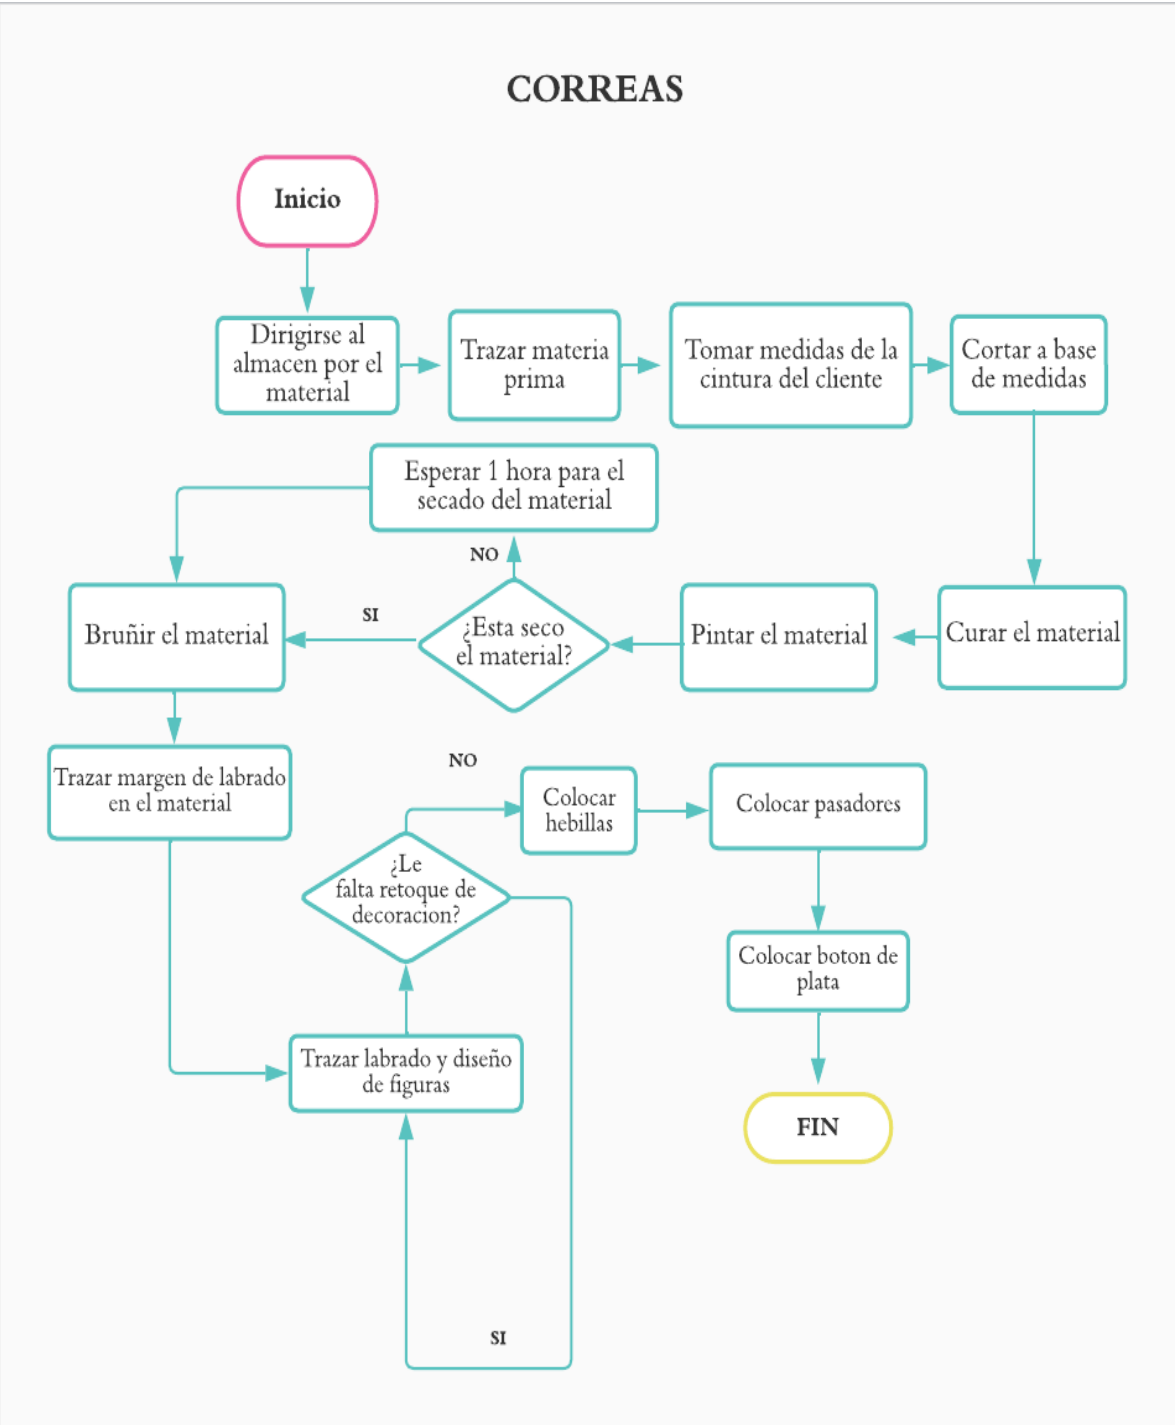 CORREAS
Inicio
Dirigirse al
almacen por el
material
Trazar materia
prima
Tomar medidas de la
cintura del cliente
Cortar a base
de medidas
Curar el material
Pintar el material
¿Esta seco
el material?
NO
Esperar 1 hora para el
secado del material
SI
Bruñir el material
Trazar margen de labrado
en el material
Trazar labrado y diseño
de figuras
¿Le
falta retoque de
decoracion?
SI
NO
Colocar
hebillas
Colocar pasadores
Colocar boton de
plata
FIN